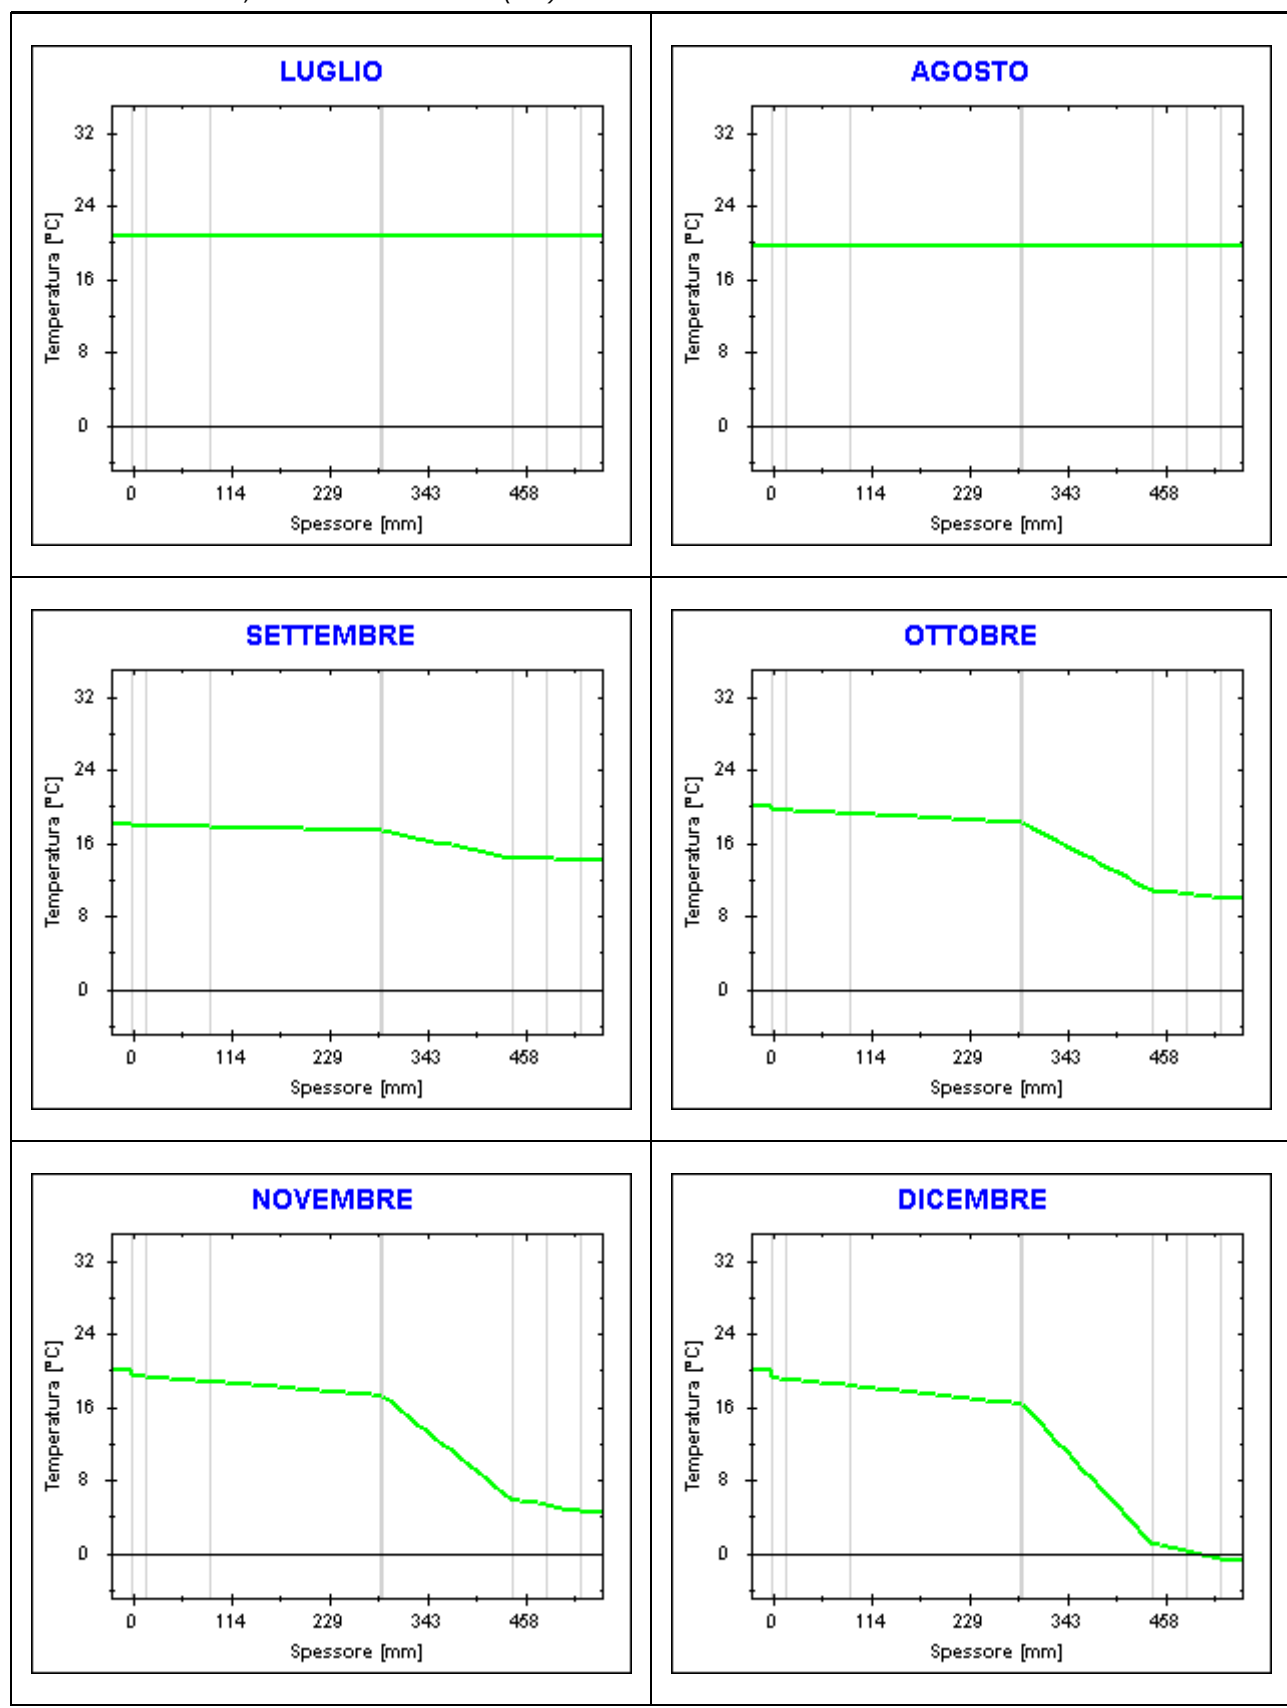 LUGLIO
32
24
16
8
0
Temperatura [°C]
0 114 229 343 458
Spessore [mm]
AGOSTO
32
24
16
8
0
Temperatura [°C]
0 114 229 343 458
Spessore [mm]
SETTEMBRE
32
24
16
8
0
Temperatura [°C]
0 114 229 343 458
Spessore [mm]
OTTOBRE
32
24
16
8
0
Temperatura [°C]
0 114 229 343 458
Spessore [mm]
NOVEMBRE
32
24
16
8
0
Temperatura [°C]
0 114 229 343 458
Spessore [mm]
DICEMBRE
32
24
16
8
0
Temperatura [°C]
0 114 229 343 458
Spessore [mm]